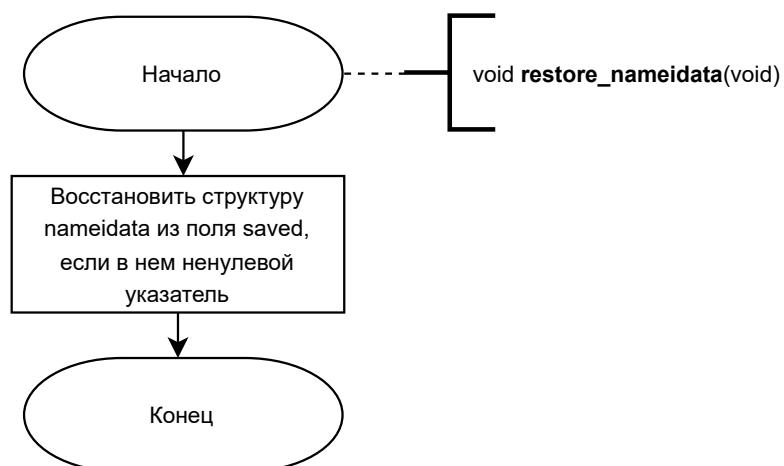 Начало
void restore_nameidata(void)
Восстановить структуру
nameidata из поля saved,
если в нем ненулевой
указатель
Конец